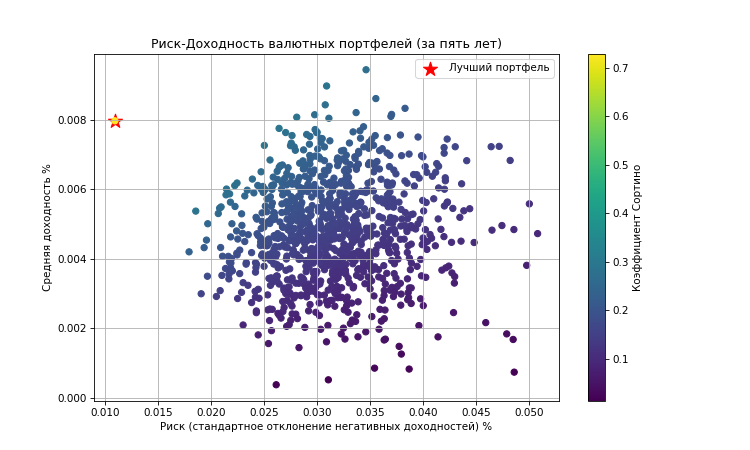 Риск-Доходность валютных портфелей (за пять лет)
Лучший портфель
Средняя доходность %
0.008
0.006
0.004
0.002
0.000
0.010 0.015 0.020 0.025 0.030 0.035 0.040 0.045 0.050
Риск (стандартное отклонение негативных доходностей) %
0.7
0.6
0.5
0.4
0.3
0.2
0.1
Коэффициент Сортино